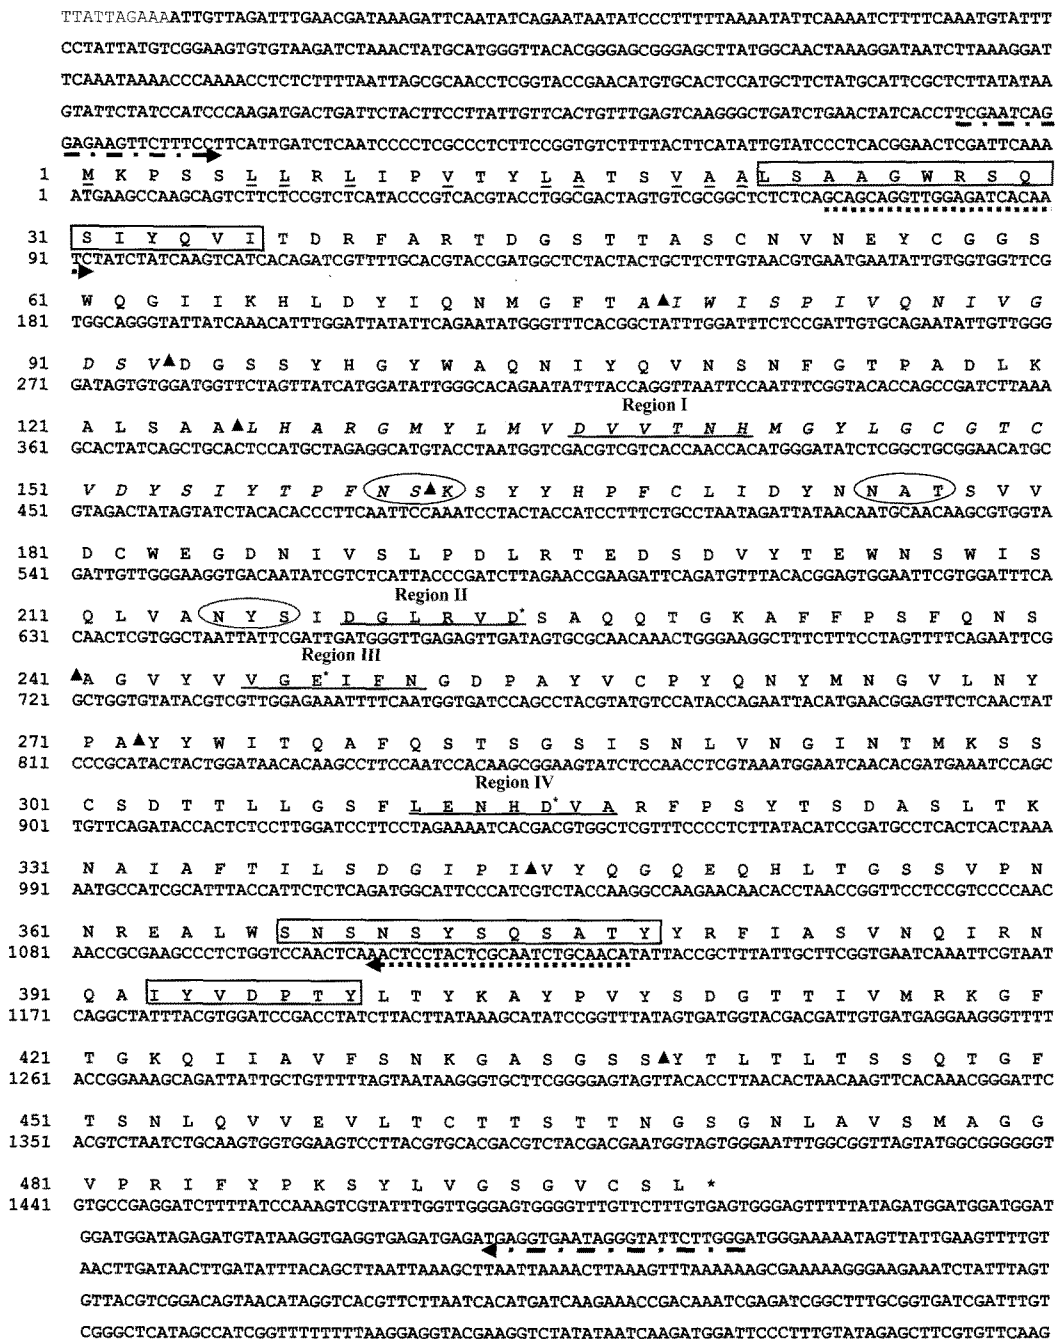 TTATTAGAAAATTGTTAGATTTGAACGATAAAGATTCAATATCAGAATAATATCCCTTTTTAAAATATTCAAAATCTTTTCAAATGTATTT
CCTATTATGTCGGAAGTGTGTAAGATCTAAACTATGCATGGGTTACACGGGAGCGGGAGCTTATGGCAACTAAAGGATAATCTTAAAGGAT
TCAAATAAAACCCAAAACCTCTCTTTTAATTAGCGCAACCTCGGTACCGAACATGTGCACTCCATGCTTCTATGCATTCGCTCTTATATAA
GTATTCTATCCATCCCAAGATGACTGATTCTACTTCCTTATTGTTCACTGTTTGAGTCAAGGGCTGATCTGAACTATCACCTTCGAATCAG
GAGAAGTTCTTTCCTTCATTGATCTCAATCCCCTCGCCCTCTTCCGGTGTCTTTTACTTCATATTGTATCCCTCACGGAACTCGATTCAAA
1 M K P S S L L R L I P V T Y L A T S V A A L S A A G W R S Q
1 ATGAAGCCAAGCAGTCTTCTCCGTCTCATACCCGTCACGTACCTGGCGACTAGTGTCGCGGCTCTCTCAGCAGCAGGTTGGAGATCACAA
31 S I Y Q V I T D R F A R T D G S T T A S C N V N E Y C G G S
91 TCTATCTATCAAGTCATCACAGATCGTTTTGCACGTACCGATGGCTCTACTACTGCTTCTTGTAACGTGAATGAATATTGTGGTGGTTCG
61 W Q G I I K H L D Y I Q N M G F T A▲I W I S P I V Q N I V G
181 TGGCAGGGTATTATCAAACATTTGGATTATATTCAGAATATGGGTTTCACGGCTATTTGGATTTCTCCGATTGTGCAGAATATTGTTGGG
91 D S V▲D G S S Y H G Y W A Q N I Y Q V N S N F G T P A D L K
271 GATAGTGTGGATGGTTCTAGTTATCATGGATATTGGGCACAGAATATTTACCAGGTTAATTCCAATTTCGGTACACCAGCCGATCTTAAA
Region I
121 A L S A A▲L H A R G M Y L M V D V V T N H M G Y L G C G T C
361 GCACTATCAGCTGCACTCCATGCTAGAGGCATGTACCTAATGGTCGACGTCGTCACCAACCACATGGGATATCTCGGCTGCGGAACATGC
151 V D Y S I Y T P F N S▲K S Y Y H P F C L I D Y N N A T S V V
451 GTAGACTATAGTATCTACACACCCTTCAATTCCAAATCCTACTACCATCCTTTCTGCCTAATAGATTATAACAATGCAACAAGCGTGGTA
181 D C W E G D N I V S L P D L R T E D S D V Y T E W N S W I S
541 GATTGTTGGGAAGGTGACAATATCGTCTCATTACCCGATCTTAGAACCGAAGATTCAGATGTTTACACGGAGTGGAATTCGTGGATTTCA
Region II
211 Q L V A N Y S I D G L R V D* S A Q Q T G K A F F P S F Q N S
631 CAACTCGTGGCTAATTATTCGATTGATGGGTTGAGAGTTGATAGTGCGCAACAAACTGGGAAGGCTTTCTTTCCTAGTTTTCAGAATTCG
Region III
241 ▲A G V Y V V G E* I F N G D P A Y V C P Y Q N Y M N G V L N Y
721 GCTGGTGTATACGTCGTTGGAGAAATTTTCAATGGTGATCCAGCCTACGTATGTCCATACCAGAATTACATGAACGGAGTTCTCAACTAT
271 P A▲Y Y W I T Q A F Q S T S G S I S N L V N G I N T M K S S
811 CCCGCATACTACTGGATAACACAAGCCTTCCAATCCACAAGCGGAAGTATCTCCAACCTCGTAAATGGAATCAACACGATGAAATCCAGC
Region IV
301 C S D T T L L G S F L E N H D* V A R F P S Y T S D A S L T K
901 TGTTCAGATACCACTCTCCTTGGATCCTTCCTAGAAAATCACGACGTGGCTCGTTTCCCCTCTTATACATCCGATGCCTCACTCACTAAA
331 N A I A F T I L S D G I P I▲V Y Q G Q E Q H L T G S S V P N
991 AATGCCATCGCATTTACCATTCTCTCAGATGGCATTCCCATCGTCTACCAAGGCCAAGAACAACACCTAACCGGTTCCTCCGTCCCCAAC
361 N R E A L W S N S N S Y S Q S A T Y Y R F I A S V N Q I R N
1081 AACCGCGAAGCCCTCTGGTCCAACTCAAACTCCTACTCGCAATCTGCAACATATTACCGCTTTATTGCTTCGGTGAATCAAATTCGTAAT
391 Q A I Y V D P T Y L T Y K A Y P V Y S D G T T I V M R K G F
1171 CAGGCTATTTACGTGGATCCGACCTATCTTACTTATAAAGCATATCCGGTTTATAGTGATGGTACGACGATTGTGATGAGGAAGGGTTTT
421 T G K Q I I A V F S N K G A S G S S▲Y T L T L T S S Q T G F
1261 ACCGGAAAGCAGATTATTGCTGTTTTTAGTAATAAGGGTGCTTCGGGGAGTAGTTACACCTTAACACTAACAAGTTCACAAACGGGATTC
451 T S N L Q V V E V L T C T T S T T N G S G N L A V S M A G G
1351 ACGTCTAATCTGCAAGTGGTGGAAGTCCTTACGTGCACGACGTCTACGACGAATGGTAGTGGGAATTTGGCGGTTAGTATGGCGGGGGGT
481 V P R I F Y P K S Y L V G S G V C S L *
1441 GTGCCGAGGATCTTTTATCCAAAGTCGTATTTGGTTGGGAGTGGGGTTTGTTCTTTGTGAGTGGGAGTTTTTATAGATGGATGGATGGAT
GGATGGATAGAGATGTATAAGGTGAGGTGAGATGAGATGAGGTGAATAGGGTATTCTTGGGATGGGAAAAATAGTTATTGAAGTTTTGT
AACTTGATAACTTGATATTTACAGCTTAATTAAAGCTTAATTAAAACTTAAAGTTTAAAAAAGCGAAAAAGGGAAGAAATCTATTTAGT
GTTACGTCGGACAGTAACATAGGTCACGTTCTTAATCACATGATCAAGAAACCGACAAATCGAGATCGGCTTTGCGGTGATCGATTTGT
CGGGCTCATAGCCATCGGTTTTTTTTTAAGGAGGTACGAAGGTCTATATAATCAAGATGGATTCCCTTTGTATAGAGCTTCGTGTTCAAG